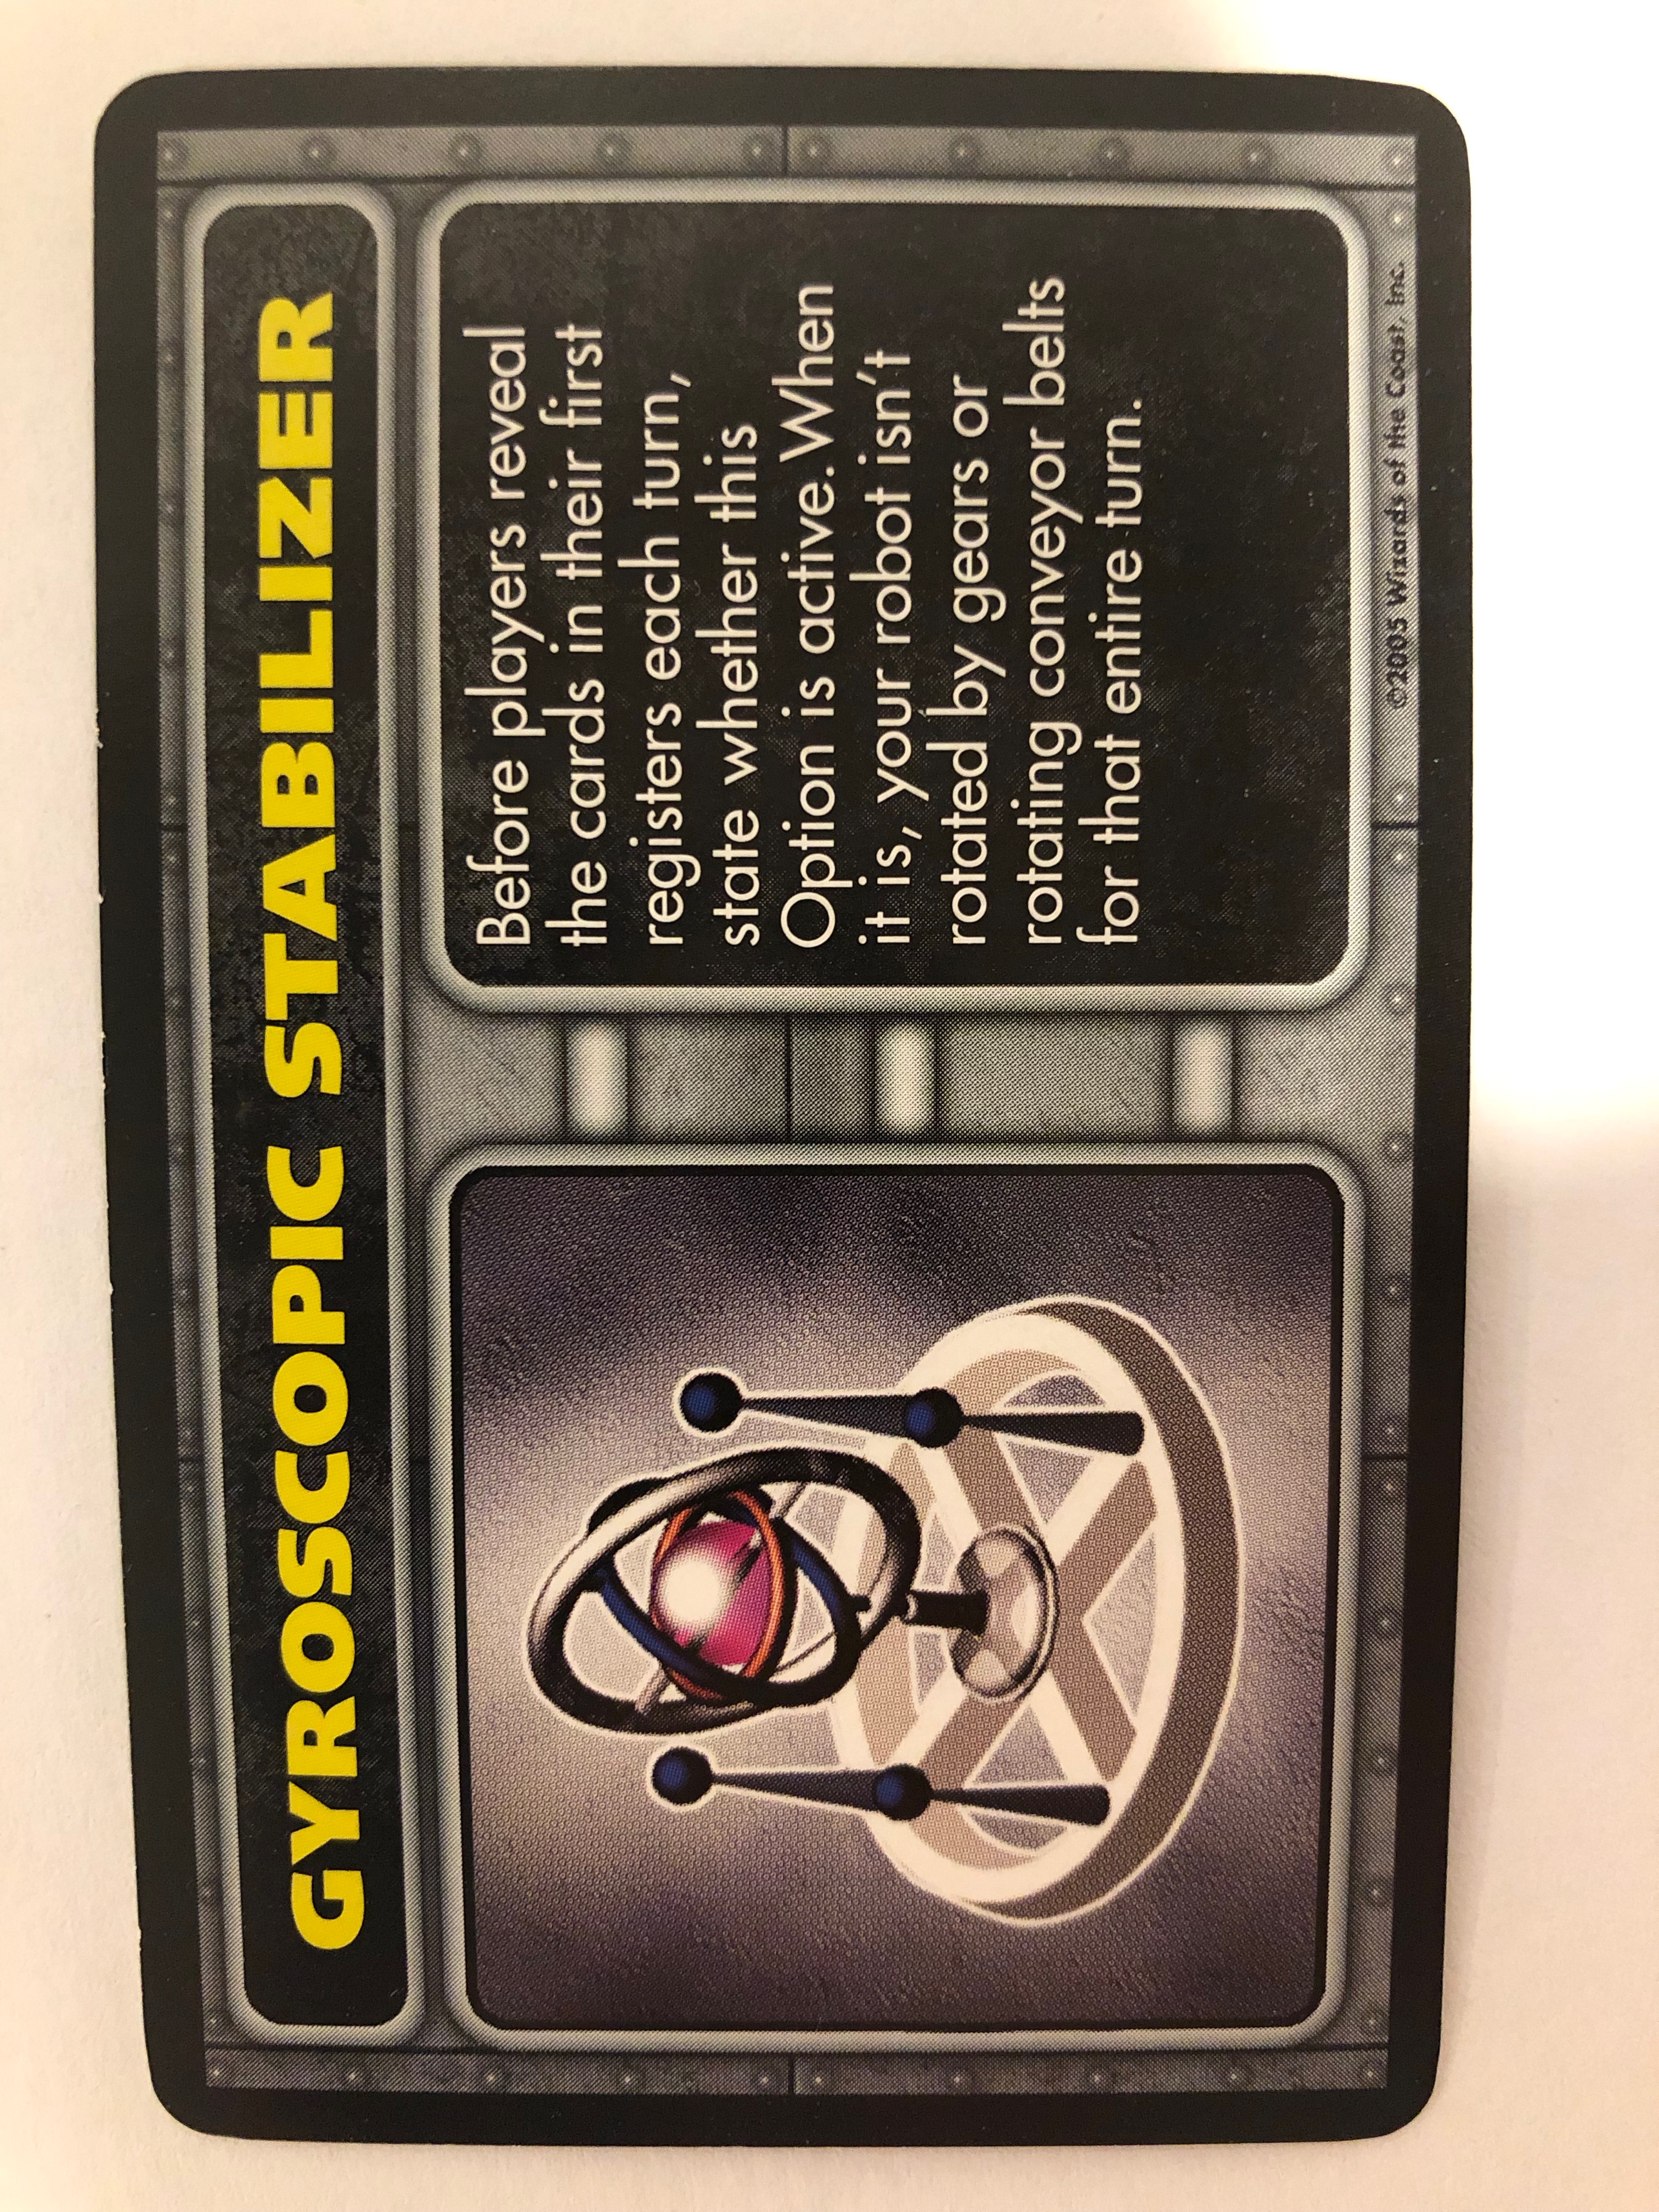 GYROSCOPIC STABILIZER
Before players reveal
the cards in their first
registers each turn,
state whether this
Option is active. When
it is, your robot isn't
rotated by gears or
rotating conveyor belts
for that entire turn.
©2005 Wizards of the Coast, Inc.